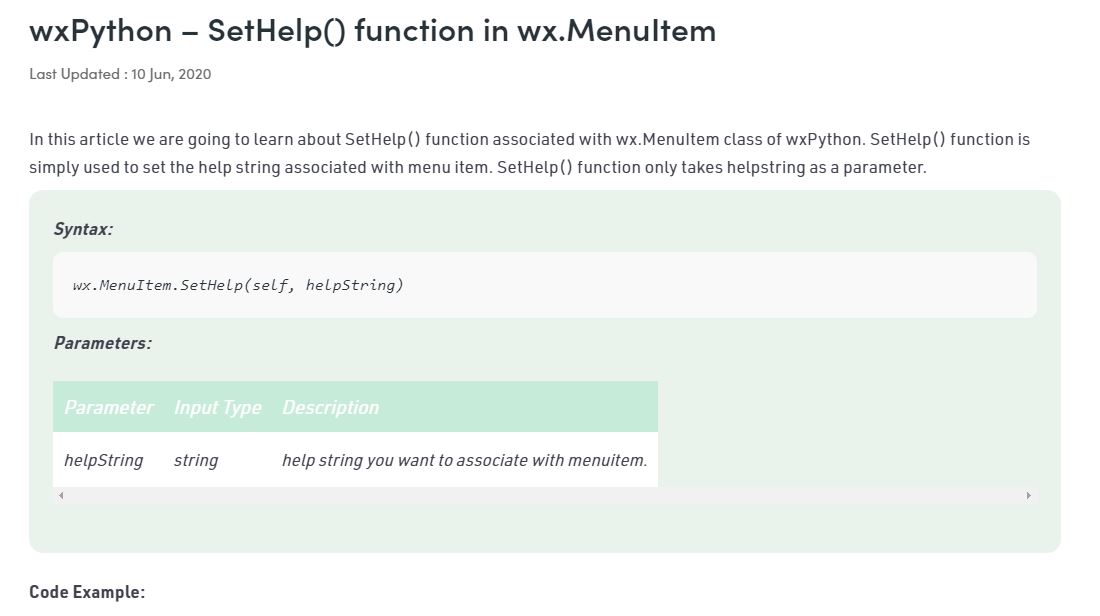 wxPython – SetHelp() function in wx.MenuItem
Last Updated : 10 Jun, 2020
In this article we are going to learn about SetHelp() function associated with wx.MenuItem class of wxPython. SetHelp() function is
simply used to set the help string associated with menu item. SetHelp() function only takes helpstring as a parameter.
Syntax:
wx.MenuItem.SetHelp(self, helpString)
Parameters:
Parameter Input Type Description
helpString string help string you want to associate with menuitem.
Code Example: